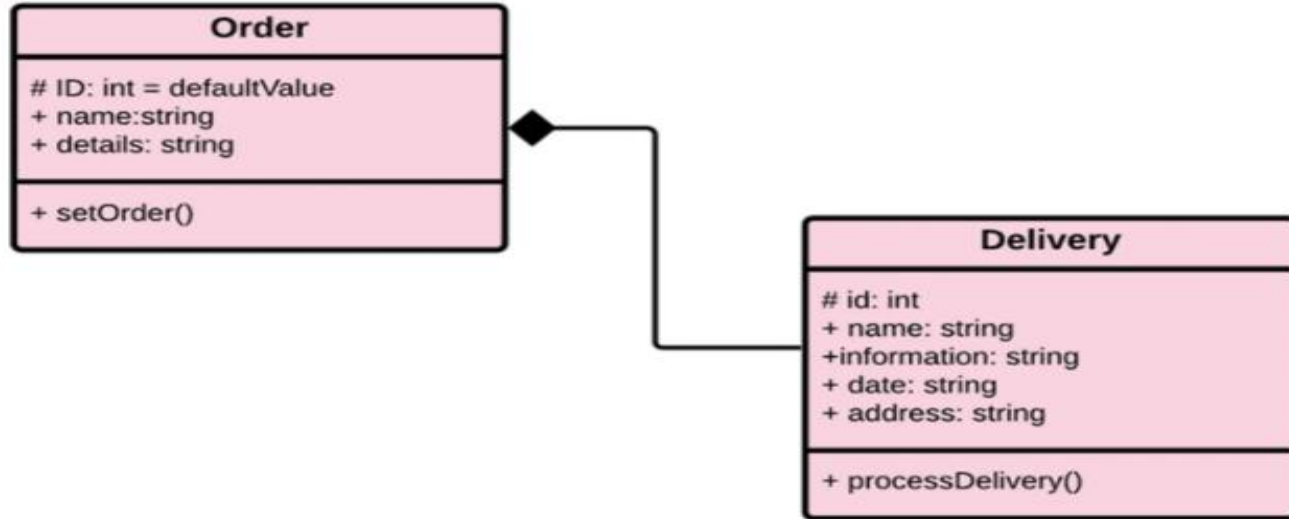 Order
# ID: int = defaultValue
+ name:string
+ details: string
+ setOrder()
Delivery
# id: int
+ name: string
+information: string
+ date: string
+ address: string
+ processDelivery()